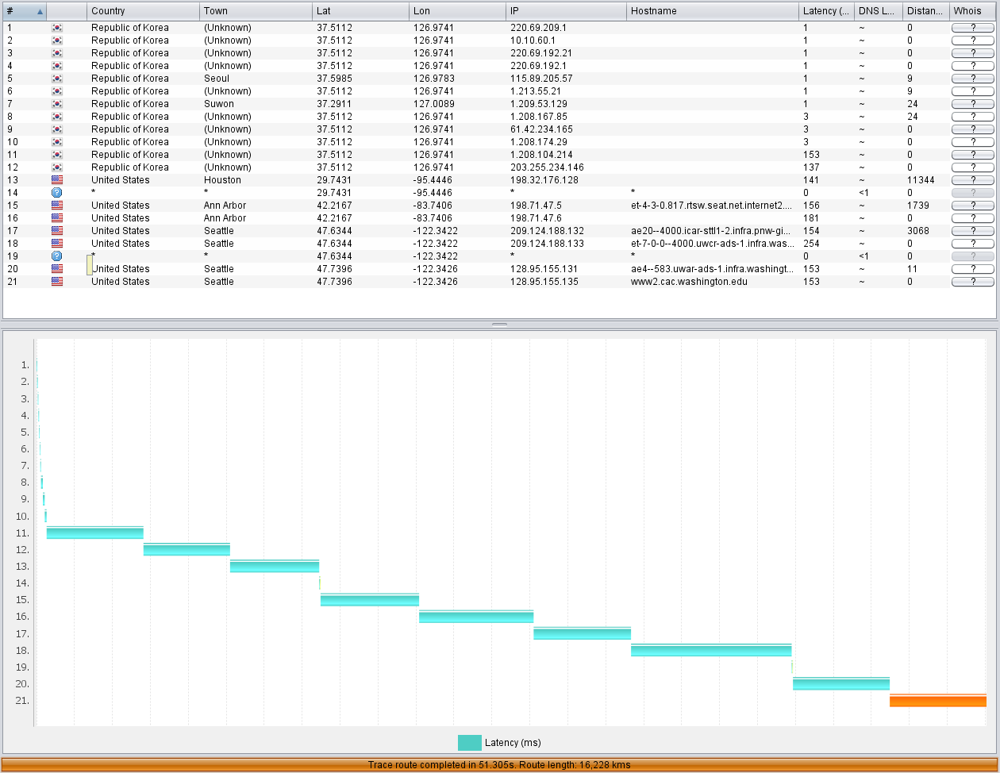 # Country Town Lat Lon IP Hostname Latency (... DNS L... Distan... Whois
1 Republic of Korea (Unknown) 37.5112 126.9741 220.69.209.1 1 ~ 0 ?
2 Republic of Korea (Unknown) 37.5112 126.9741 10.10.60.1 1 ~ 0 ?
3 Republic of Korea (Unknown) 37.5112 126.9741 220.69.192.21 1 ~ 0 ?
4 Republic of Korea (Unknown) 37.5112 126.9741 220.69.192.1 1 ~ 0 ?
5 Republic of Korea Seoul 37.5985 126.9783 115.89.205.57 1 ~ 9 ?
6 Republic of Korea (Unknown) 37.5112 126.9741 1.213.55.21 1 ~ 9 ?
7 Republic of Korea Suwon 37.2911 127.0089 1.209.53.129 1 ~ 24 ?
8 Republic of Korea (Unknown) 37.5112 126.9741 1.208.167.85 3 ~ 24 ?
9 Republic of Korea (Unknown) 37.5112 126.9741 61.42.234.165 3 ~ 0 ?
10 Republic of Korea (Unknown) 37.5112 126.9741 1.208.174.29 3 ~ 0 ?
11 Republic of Korea (Unknown) 37.5112 126.9741 1.208.104.214 153 ~ 0 ?
12 Republic of Korea (Unknown) 37.5112 126.9741 203.255.234.146 137 ~ 0 ?
13 United States Houston 29.7431 -95.4446 198.32.176.128 141 ~ 11344 ?
14 ? * * 29.7431 -95.4446 * * 0 <1 0 ?
15 United States Ann Arbor 42.2167 -83.7406 198.71.47.5 et-4-3-0.817.rtsw.seat.net.internet2.... 156 ~ 1739 ?
16 United States Ann Arbor 42.2167 -83.7406 198.71.47.6 181 ~ 0 ?
17 United States Seattle 47.6344 -122.3422 209.124.188.132 ae20--4000.icar-sttl1-2.infra.pnw-gi... 154 ~ 3068 ?
18 United States Seattle 47.6344 -122.3422 209.124.188.133 et-7-0-0--4000.uwcr-ads-1.infra.was... 254 ~ 0 ?
19 ? * * 47.6344 -122.3422 * * 0 <1 0 ?
20 United States Seattle 47.7396 -122.3426 128.95.155.131 ae4--583.uwar-ads-1.infra.washingt... 153 ~ 11 ?
21 United States Seattle 47.7396 -122.3426 128.95.155.135 www2.cac.washington.edu 153 ~ 0 ?
1.
2.
3.
4.
5.
6.
7.
8.
9.
10.
11.
12.
13.
14.
15.
16.
17.
18.
19.
20.
21.
Latency (ms)
Trace route completed in 51.305s. Route length: 16,228 kms